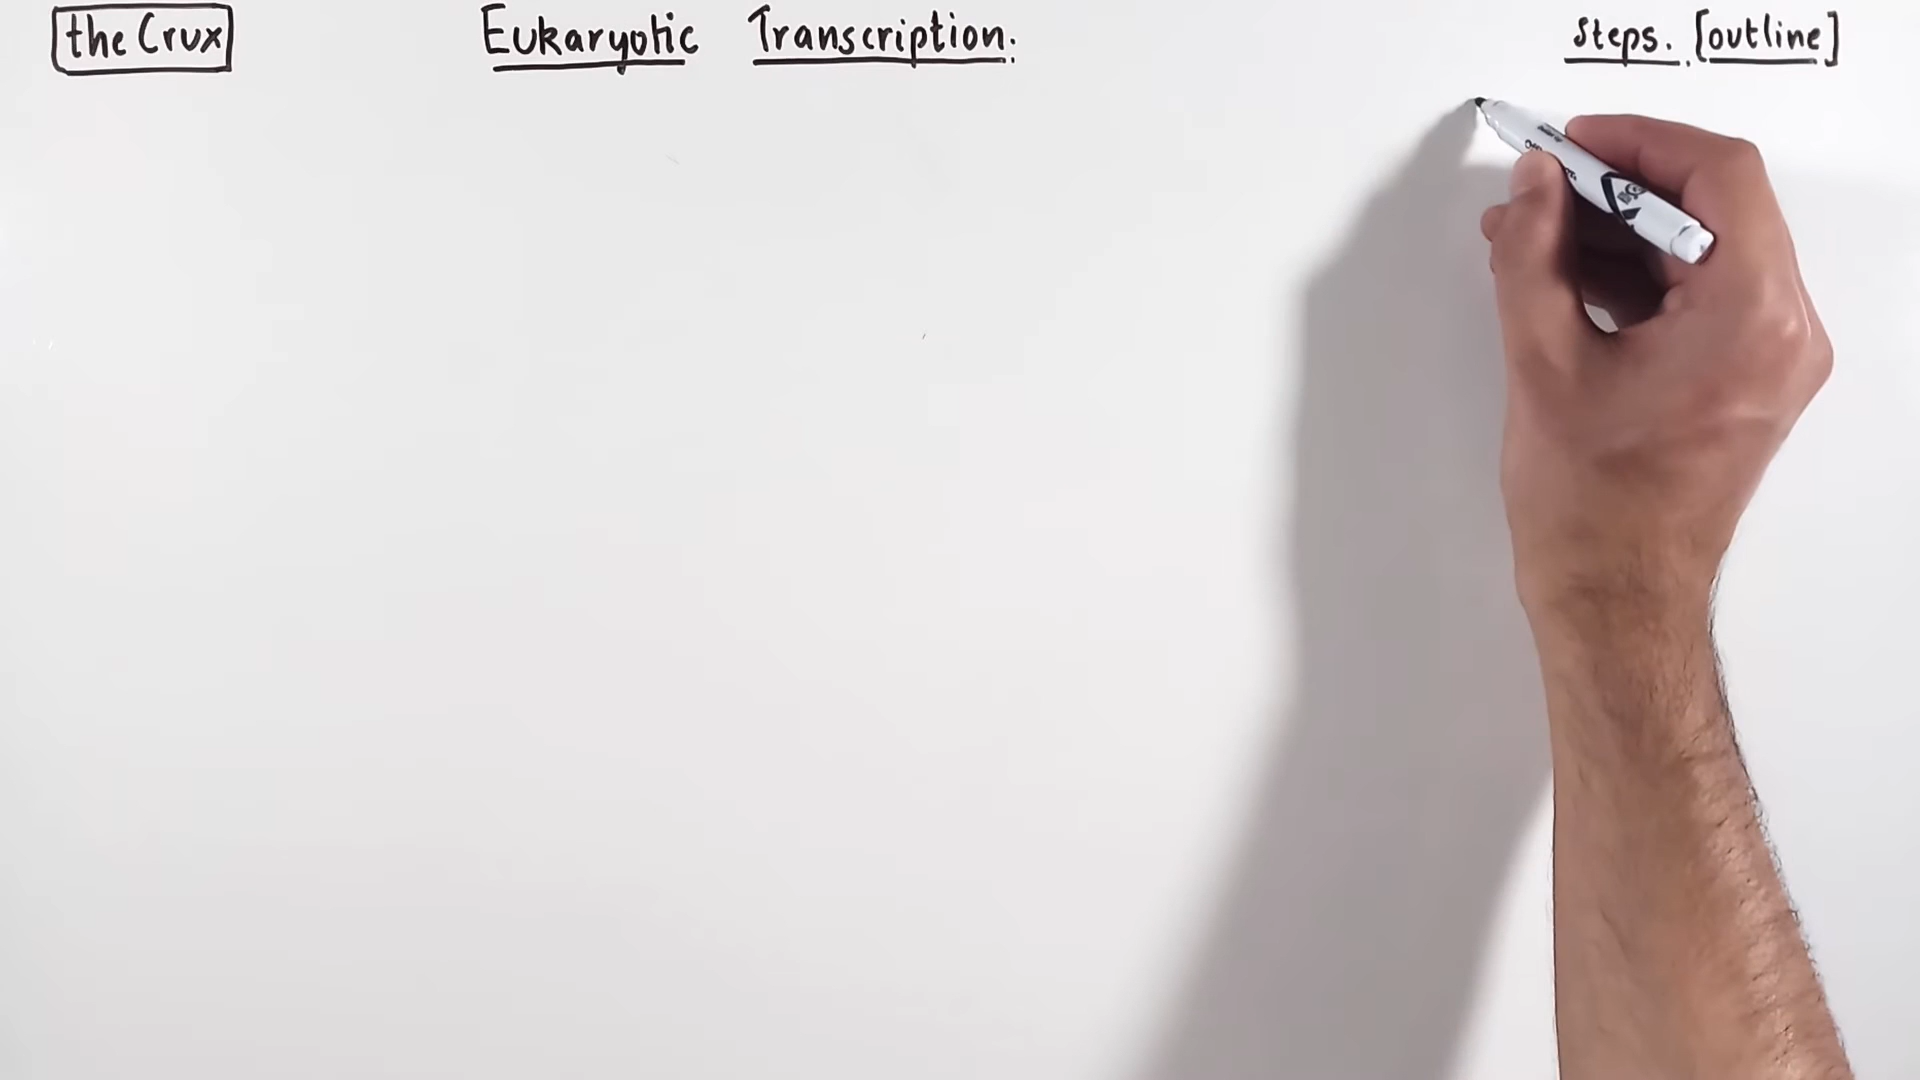 the Crux
Eukaryotic Transcription.
Steps. [outline]